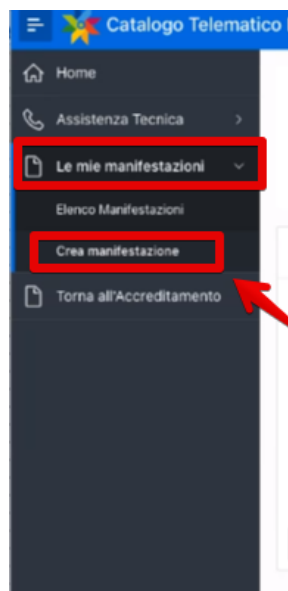 Catalogo Telematico
Home
Assistenza Tecnica
Le mie manifestazioni
Elenco Manifestazioni
Crea manifestazione
Torna all'Accreditamento